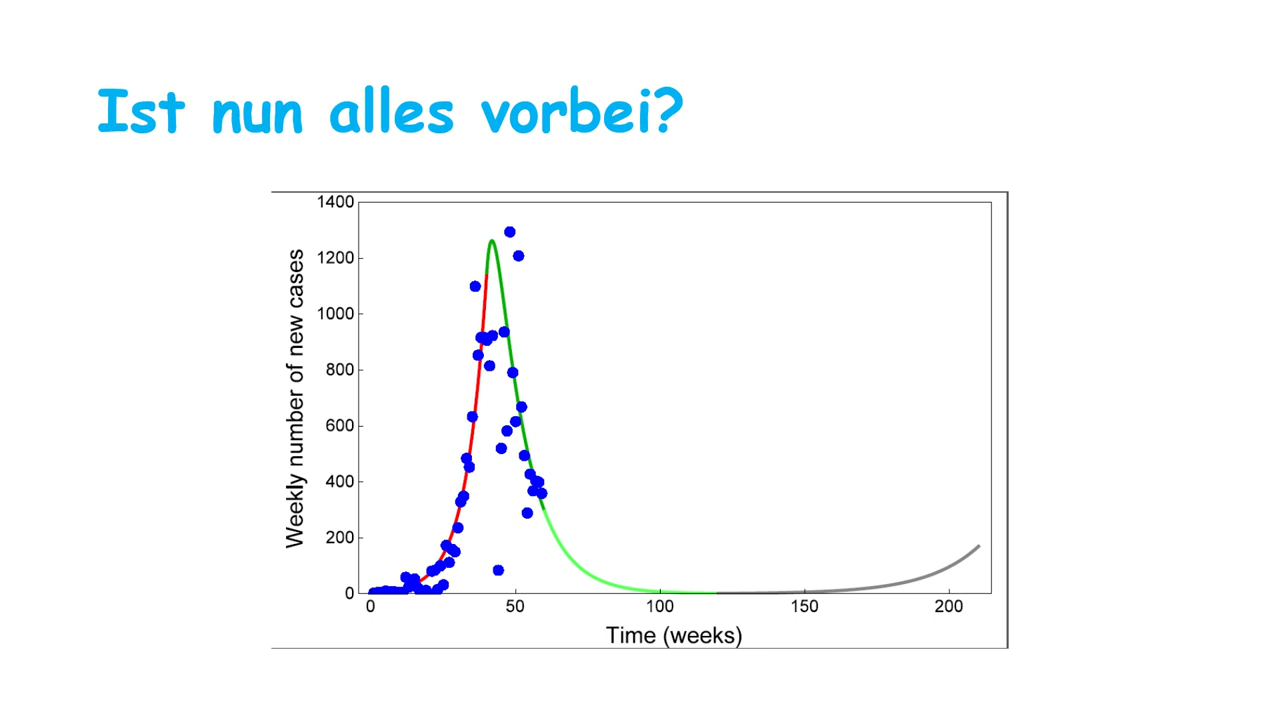 Ist nun alles vorbei?
1400
1200
1000
800
600
400
200
0
Weekly number of new cases
0 50 100 150 200
Time (weeks)